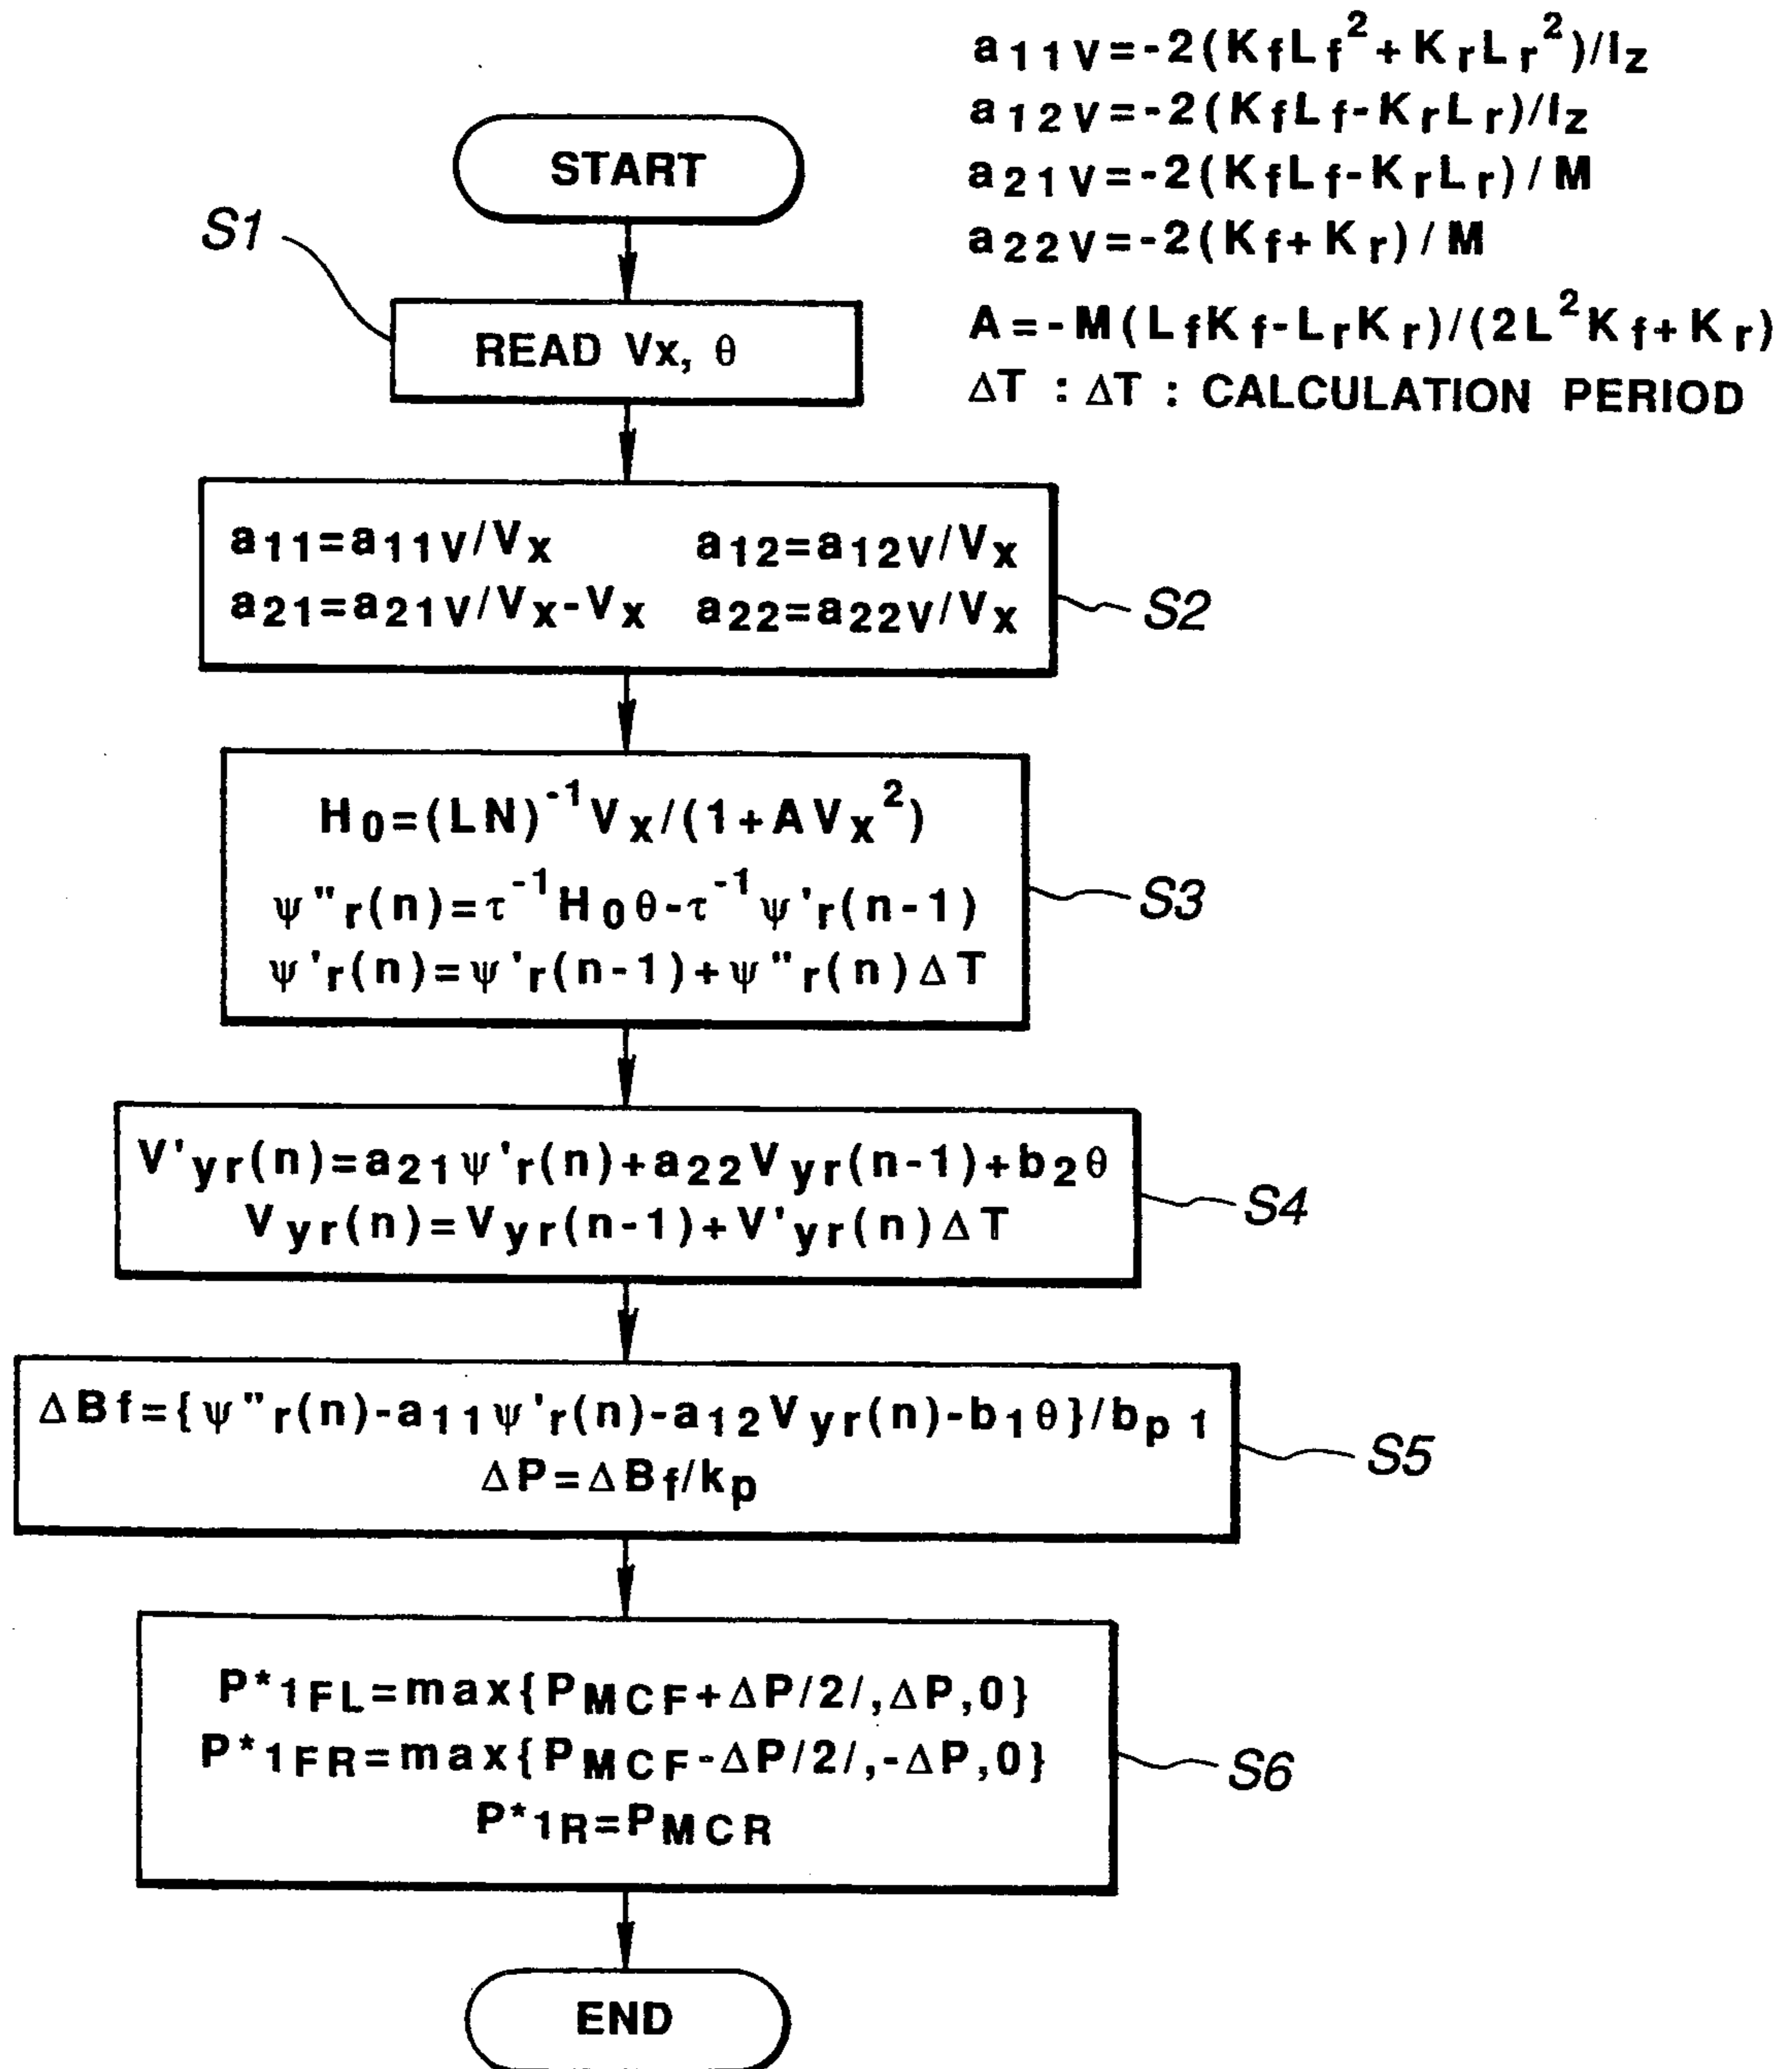 a11V=-2(KfLf²+KrLr²)/Iz
a12V=-2(KfLf-KrLr)/Iz
a21V=-2(KfLf-KrLr)/M
a22V=-2(Kf+Kr)/M
A=-M(LfKf-LrKr)/(2L²Kf+Kr)
ΔT : ΔT : CALCULATION PERIOD
START
S1
READ Vx, θ
a11=a11V/Vx a12=a12V/Vx
a21=a21V/Vx-Vx a22=a22V/Vx
S2
H0=(LN)⁻¹Vx/(1+AVx²)
ψ"r(n)=τ⁻¹H0θ-τ⁻¹ψ'r(n-1)
ψ'r(n)=ψ'r(n-1)+ψ"r(n)ΔT
S3
V'yr(n)=a21ψ'r(n)+a22Vyr(n-1)+b2θ
Vyr(n)=Vyr(n-1)+V'yr(n)ΔT
S4
ΔBf={ψ"r(n)-a11ψ'r(n)-a12Vyr(n)-b1θ}/bp1
ΔP=ΔBf/kp
S5
P*1FL=max{PMCF+ΔP/2/,ΔP,0}
P*1FR=max{PMCF-ΔP/2/,-ΔP,0}
P*1R=PMCR
S6
END